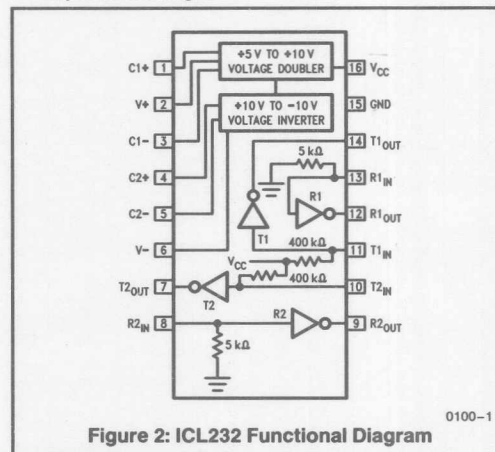 +5 V TO +10 V
VOLTAGE DOUBLER
+10 V TO −10 V
VOLTAGE INVERTER
C1+ 1
V+ 2
C1− 3
C2+ 4
C2− 5
V− 6
T2OUT 7
R2IN 8
16 VCC
15 GND
14 T1OUT
13 R1IN
12 R1OUT
11 T1IN
10 T2IN
9 R2OUT
5 kΩ
R1
T1
400 kΩ
VCC
400 kΩ
T2
R2
5 kΩ
0100−1
Figure 2: ICL232 Functional Diagram